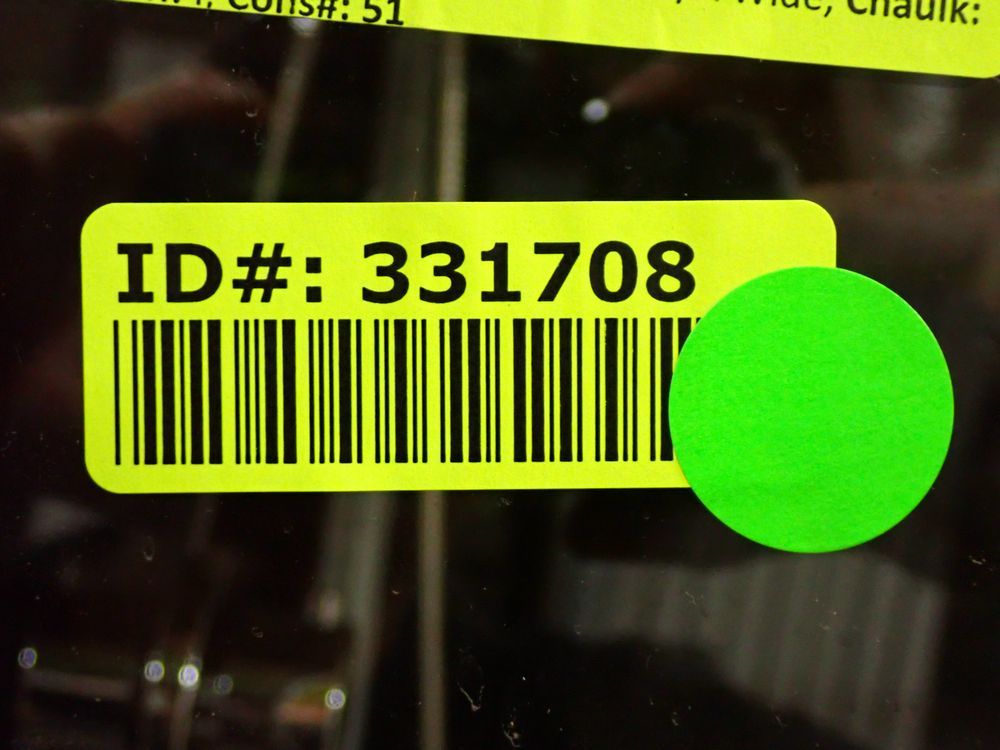 Cons#: 51
Wide, Chaulk:
ID#: 331708